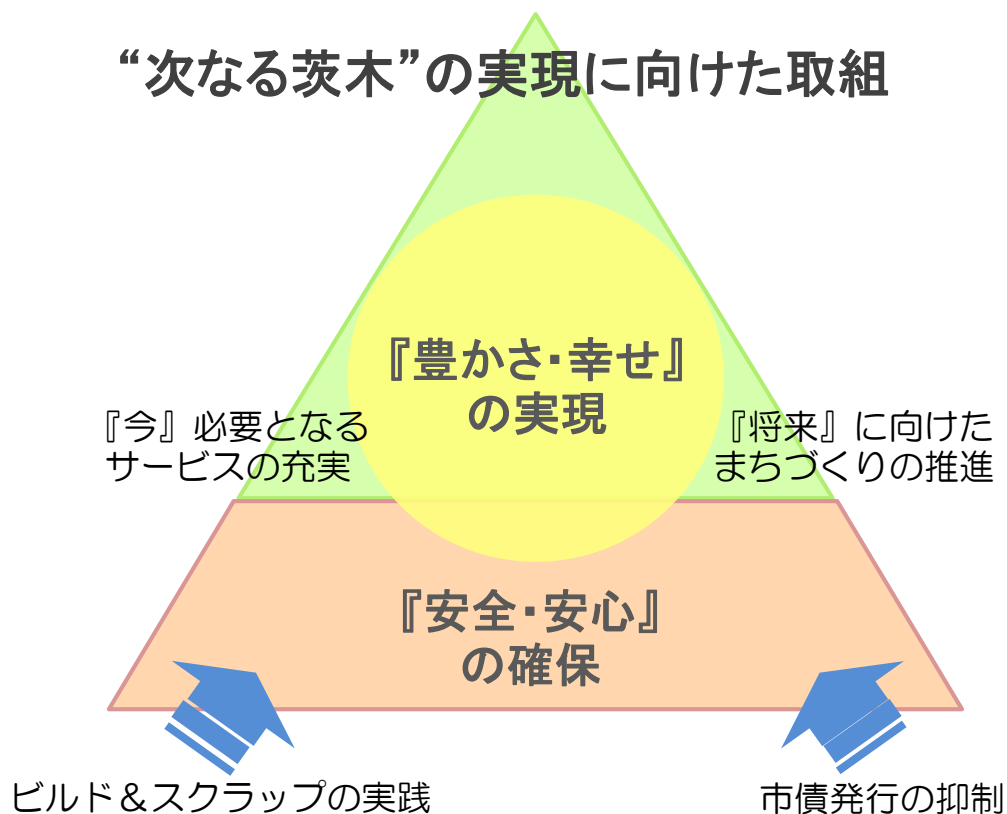 “次なる茨木”の実現に向けた取組
『豊かさ・幸せ』
の実現
『今』必要となる
サービスの充実
『将来』に向けた
まちづくりの推進
『安全・安心』
の確保
ビルド＆スクラップの実践
市債発行の抑制